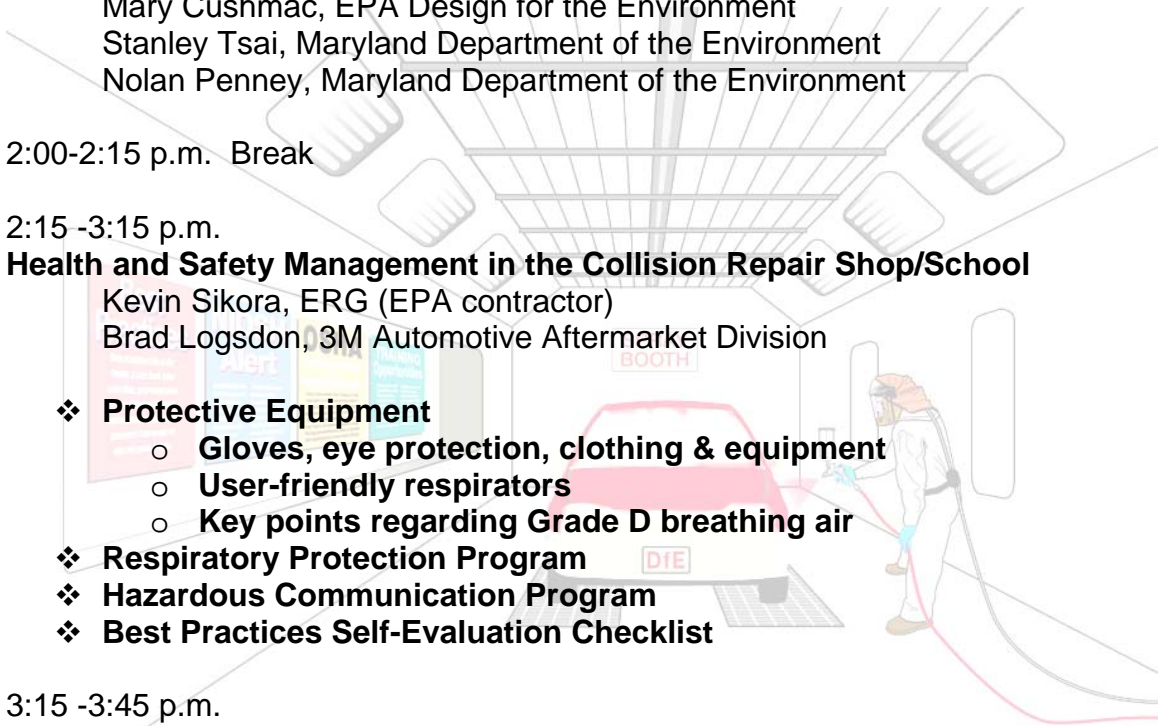 Mary Cushmac, EPA Design for the Environment
Stanley Tsai, Maryland Department of the Environment
Nolan Penney, Maryland Department of the Environment
2:00-2:15 p.m. Break
2:15 -3:15 p.m.
Health and Safety Management in the Collision Repair Shop/School
Kevin Sikora, ERG (EPA contractor)
Brad Logsdon, 3M Automotive Aftermarket Division
BOOTH
❖ Protective Equipment
o Gloves, eye protection, clothing & equipment
o User-friendly respirators
o Key points regarding Grade D breathing air
❖ Respiratory Protection Program
DfE
❖ Hazardous Communication Program
❖ Best Practices Self-Evaluation Checklist
3:15 -3:45 p.m.